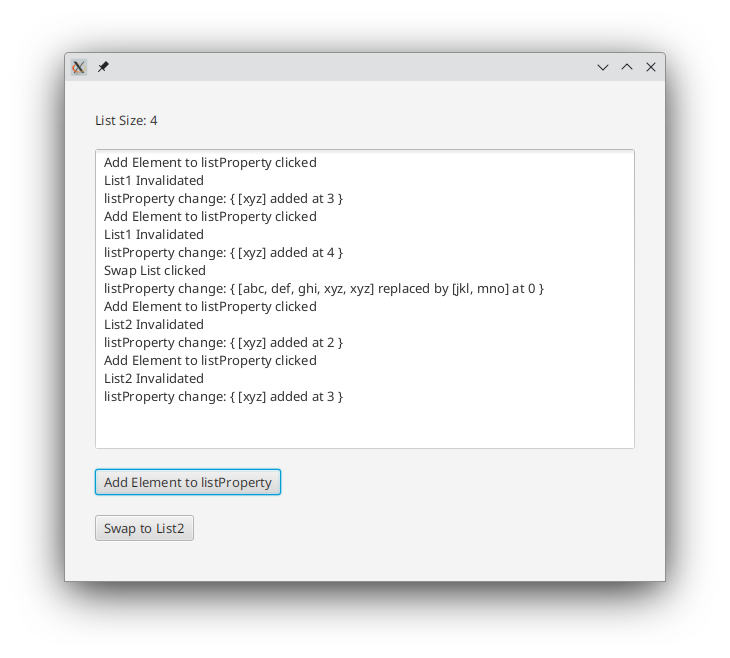 List Size: 4
Add Element to listProperty clicked
List1 Invalidated
listProperty change: { [xyz] added at 3 }
Add Element to listProperty clicked
List1 Invalidated
listProperty change: { [xyz] added at 4 }
Swap List clicked
listProperty change: { [abc, def, ghi, xyz, xyz] replaced by [jkl, mno] at 0 }
Add Element to listProperty clicked
List2 Invalidated
listProperty change: { [xyz] added at 2 }
Add Element to listProperty clicked
List2 Invalidated
listProperty change: { [xyz] added at 3 }
Add Element to listProperty
Swap to List2